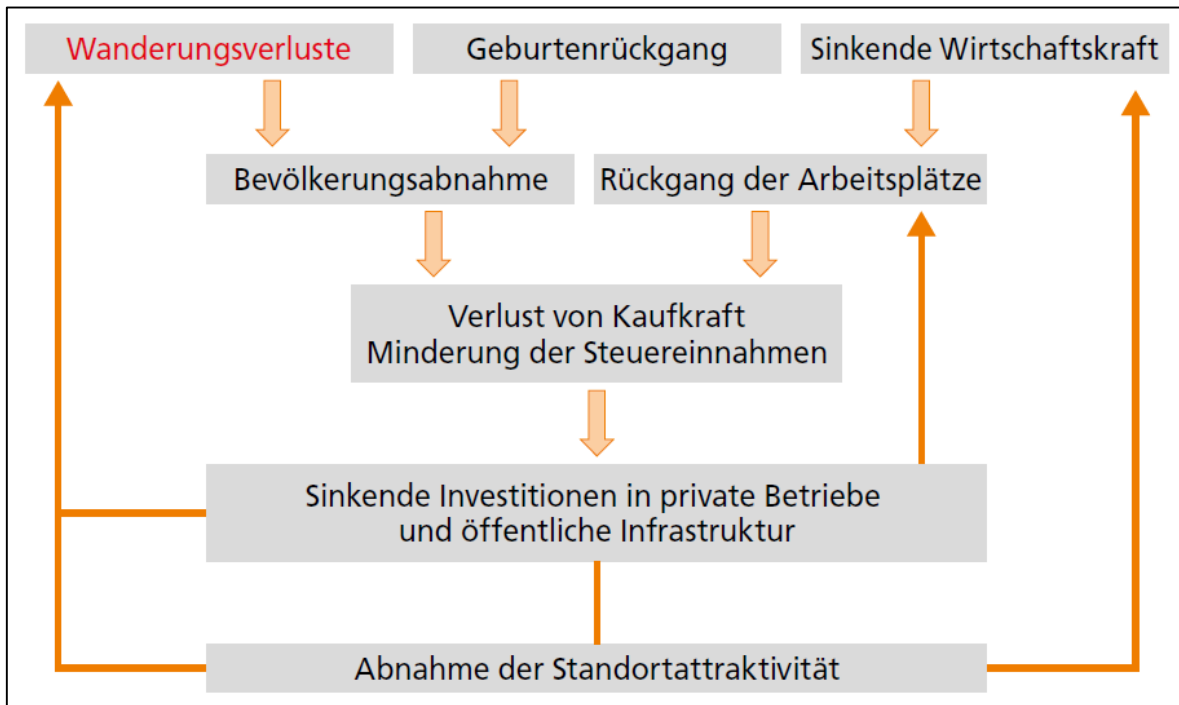 Wanderungsverluste
Geburtenrückgang
Sinkende Wirtschaftskraft
Bevölkerungsabnahme
Rückgang der Arbeitsplätze
Verlust von Kaufkraft
Minderung der Steuereinnahmen
Sinkende Investitionen in private Betriebe
und öffentliche Infrastruktur
Abnahme der Standortattraktivität